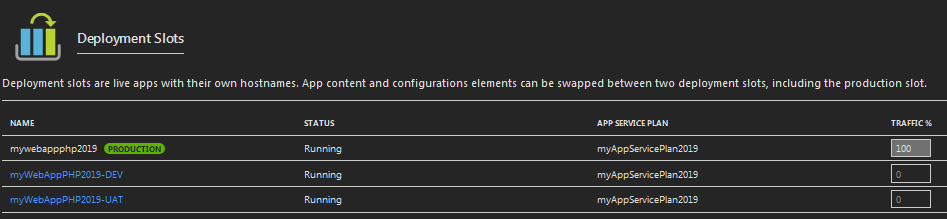 Deployment Slots
Deployment slots are live apps with their own hostnames. App content and configurations elements can be swapped between two deployment slots, including the production slot.
NAME STATUS APP SERVICE PLAN TRAFFIC %
mywebappphp2019 PRODUCTION Running myAppServicePlan2019 100
myWebAppPHP2019-DEV Running myAppServicePlan2019 0
myWebAppPHP2019-UAT Running myAppServicePlan2019 0